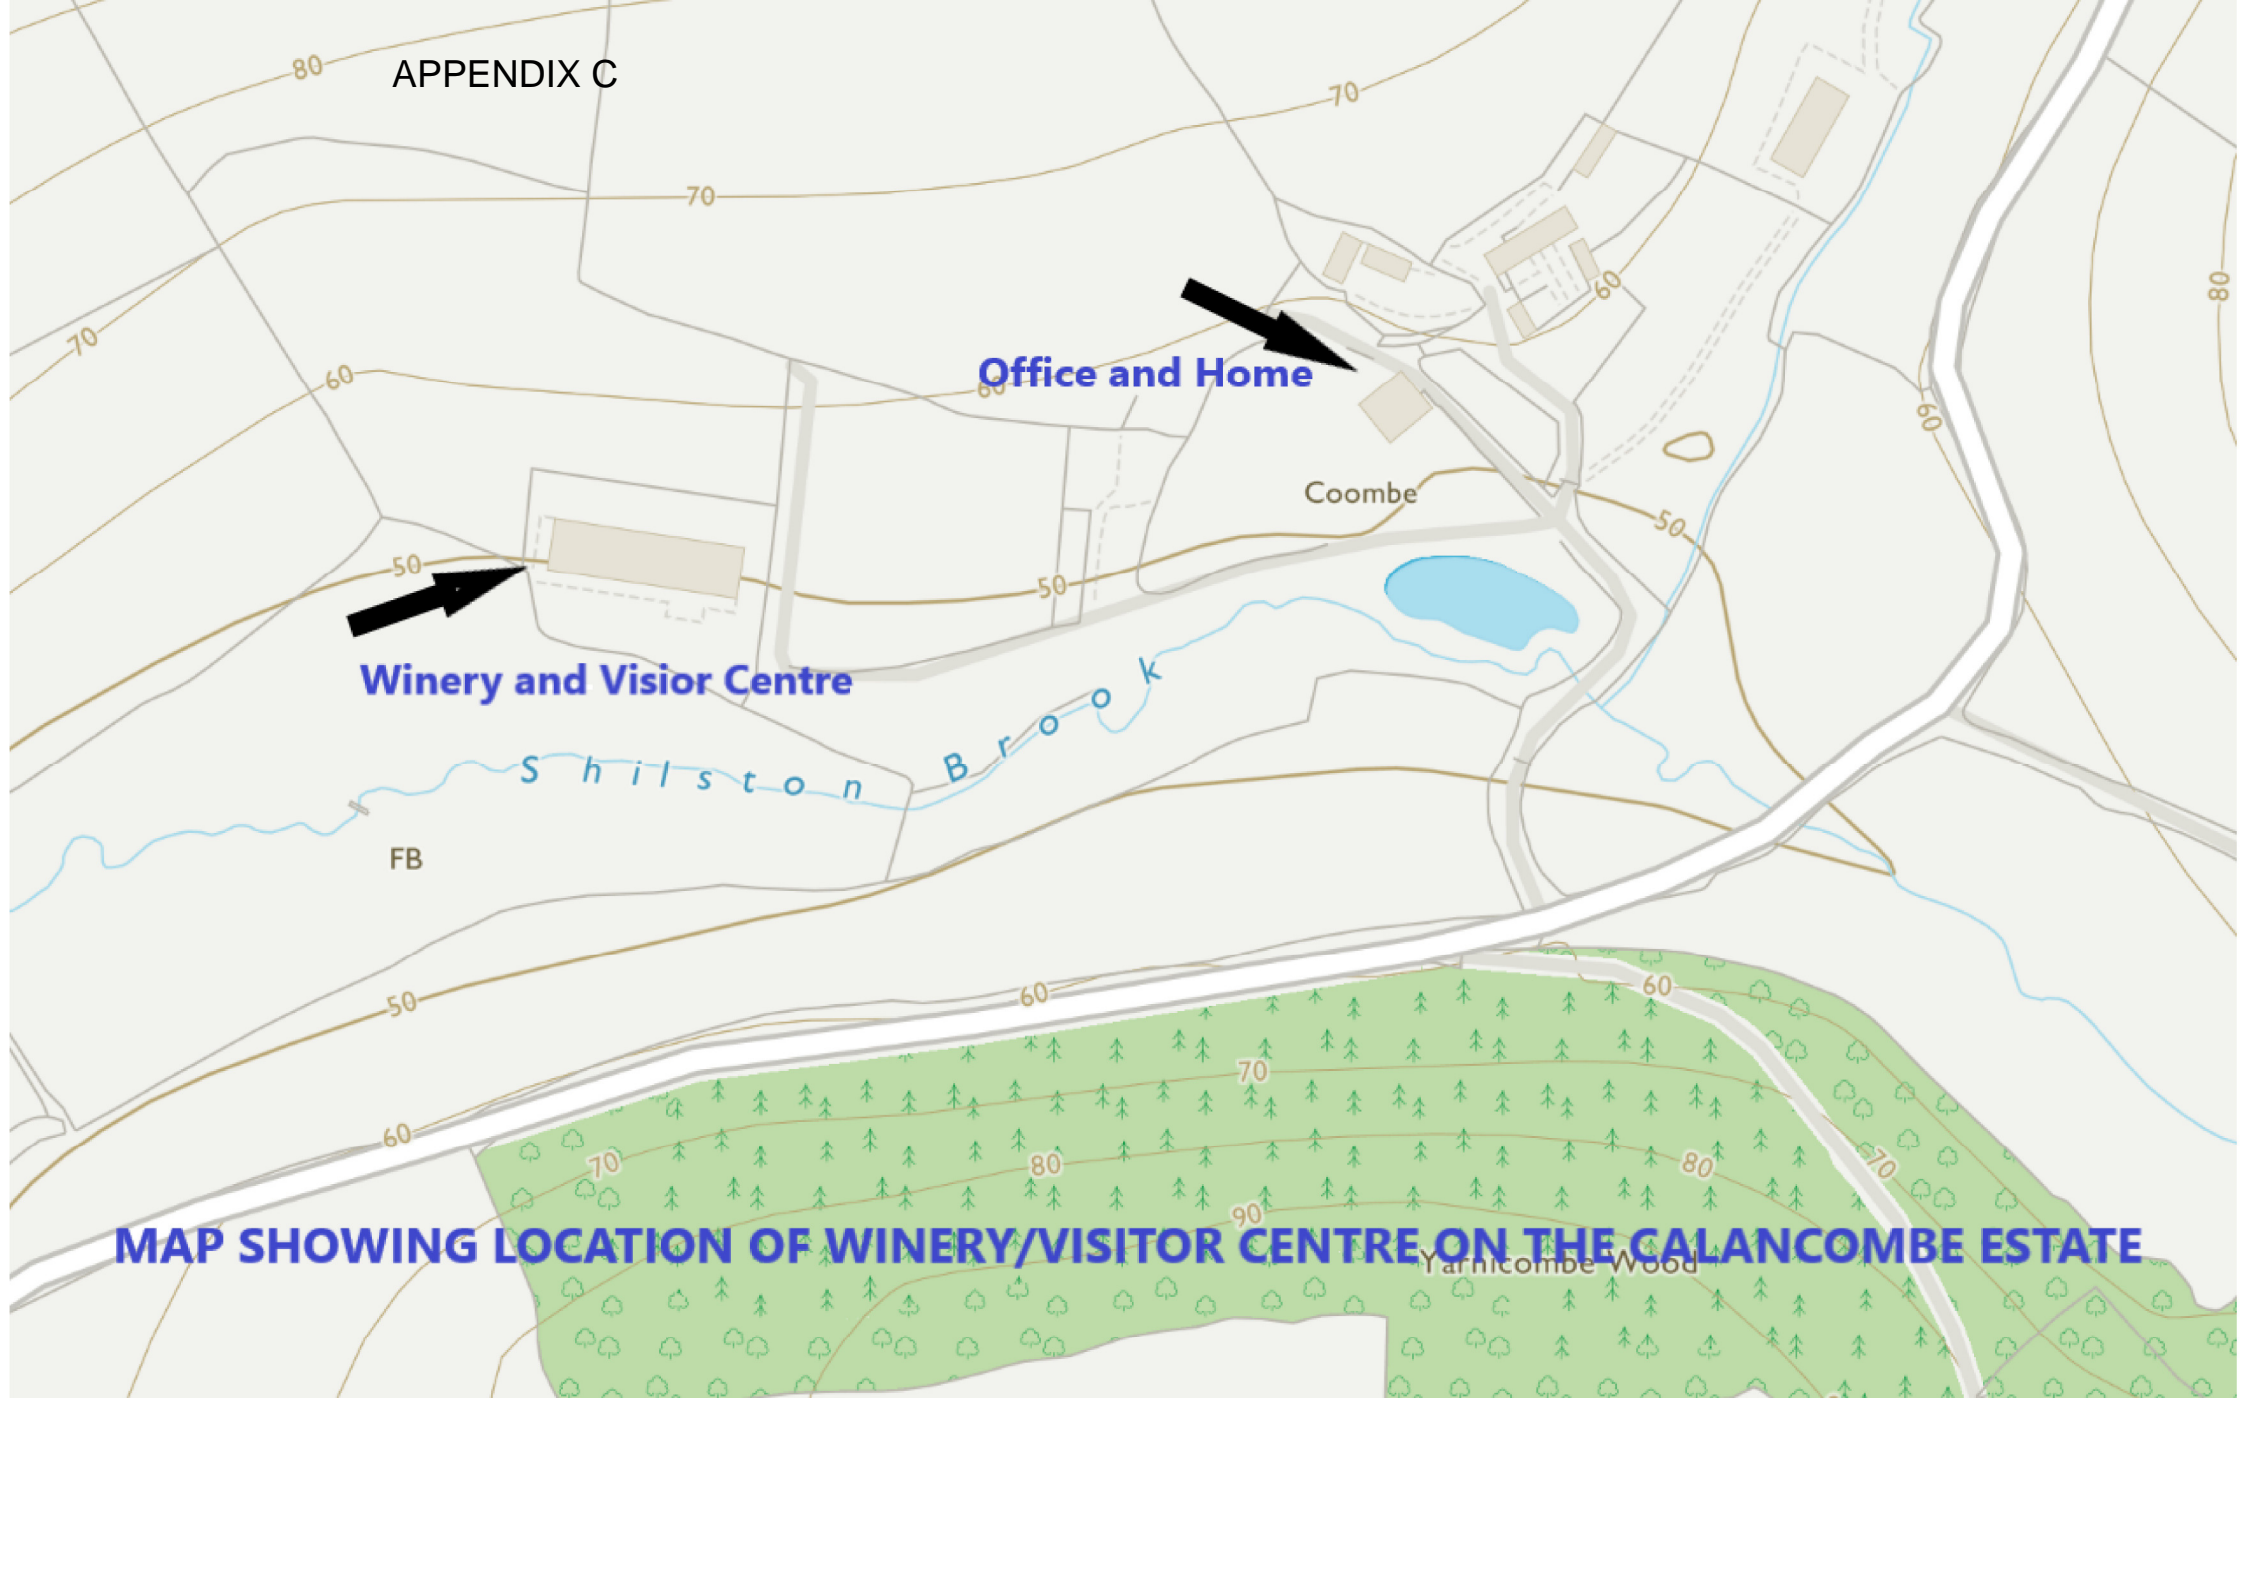 80
APPENDIX C
70
70
70
60
60
80
Office and Home
60
60
Coombe
50
50
50
Winery and Visior Centre
Shilston Brook
FB
50
60
60
60
70
70
80
80
70
90
MAP SHOWING LOCATION OF WINERY/VISITOR CENTRE ON THE CALANCOMBE ESTATE
Yarnicombe Wood